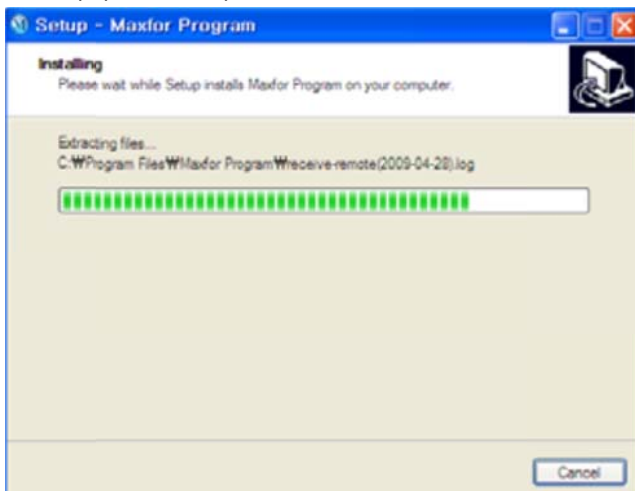 Setup - Maxfor Program
Installing
Please wait while Setup installs Maxfor Program on your computer.
Extracting files...
C:₩Program Files₩Maxfor Program₩receive-remote(2009-04-28).log
Cancel